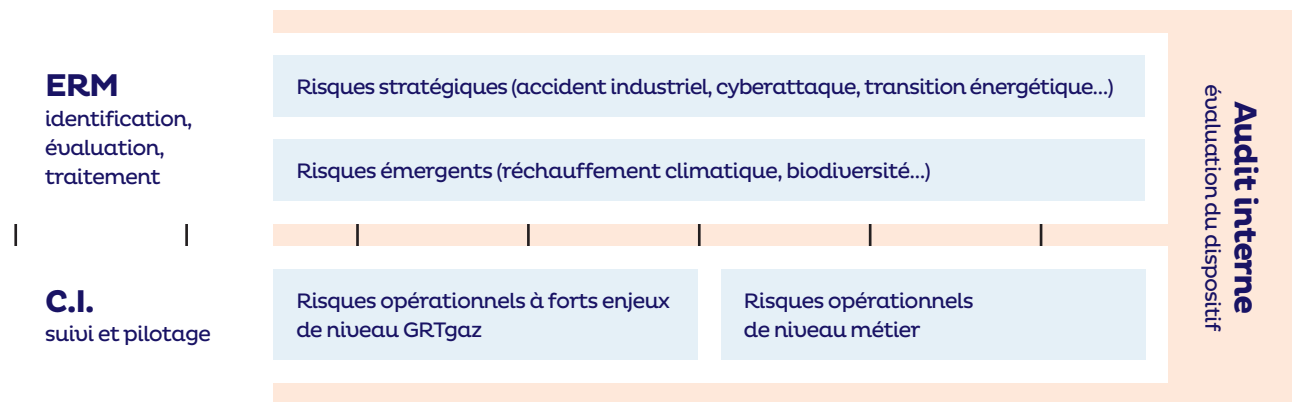 ERM
identification,
évaluation,
traitement
Risques stratégiques (accident industriel, cyberattaque, transition énergétique...)
Risques émergents (réchauffement climatique, biodiversité...)
C.I.
suivi et pilotage
Risques opérationnels à forts enjeux
de niveau GRTgaz
Risques opérationnels
de niveau métier
Audit interne
évaluation du dispositif